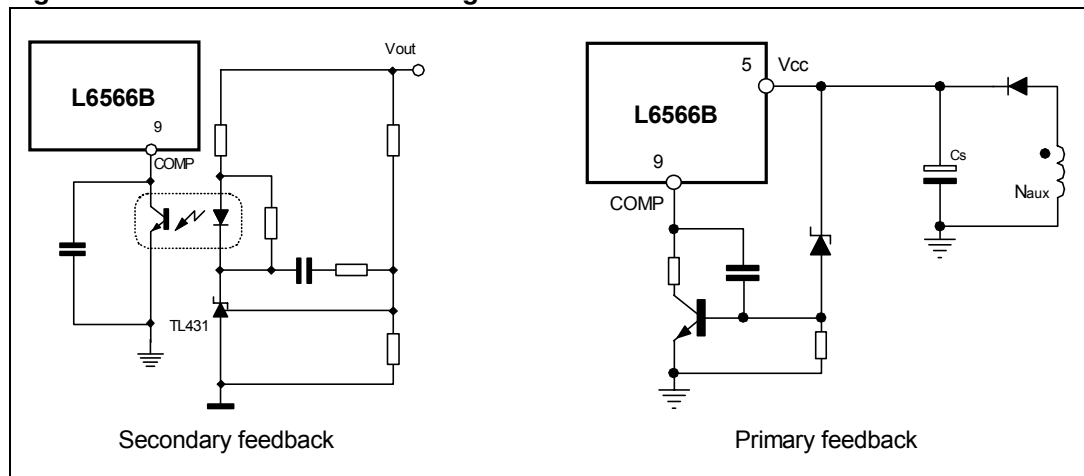 Vout
L6566B
9
COMP
TL431
Secondary feedback
5
Vcc
L6566B
9
COMP
Cs
Naux
Primary feedback